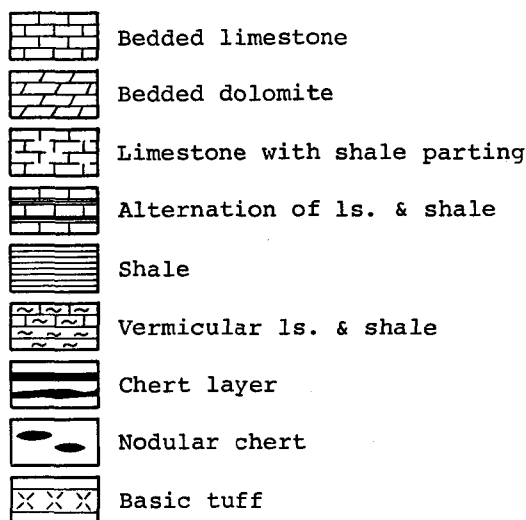 Bedded limestone
Bedded dolomite
Limestone with shale parting
Alternation of ls. & shale
Shale
Vermicular ls. & shale
Chert layer
Nodular chert
Basic tuff